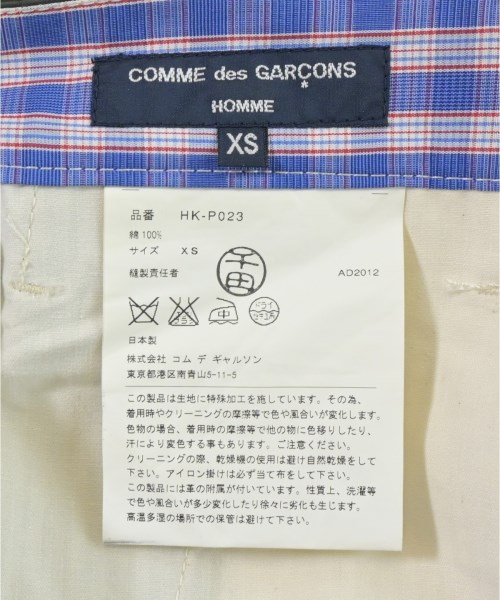 COMME des GARÇONS
HOMME
XS
品番 HK-P023
綿100%
サイズ XS
縫製責任者 千田 AD2012
中 ドライ セキユ系
日本製
株式会社 コム デ ギャルソン
東京都港区南青山5-11-5
この製品は生地に特殊加工を施しています。その為、
着用時やクリーニングの摩擦等で色や風合いが変化します。
色物の場合、着用時の摩擦等で他の物に色移りしたり、
汗により変色する事もあります。ご注意ください。
クリーニングの際、乾燥機の使用は避け自然乾燥をして
下さい。アイロン掛けは必ず当て布をして下さい。
この製品には革の附属が付いています。性質上、洗濯等
で色や風合いが多少変化したり徐々に劣化も生じます。
高温多湿の場所での保管は避けて下さい。